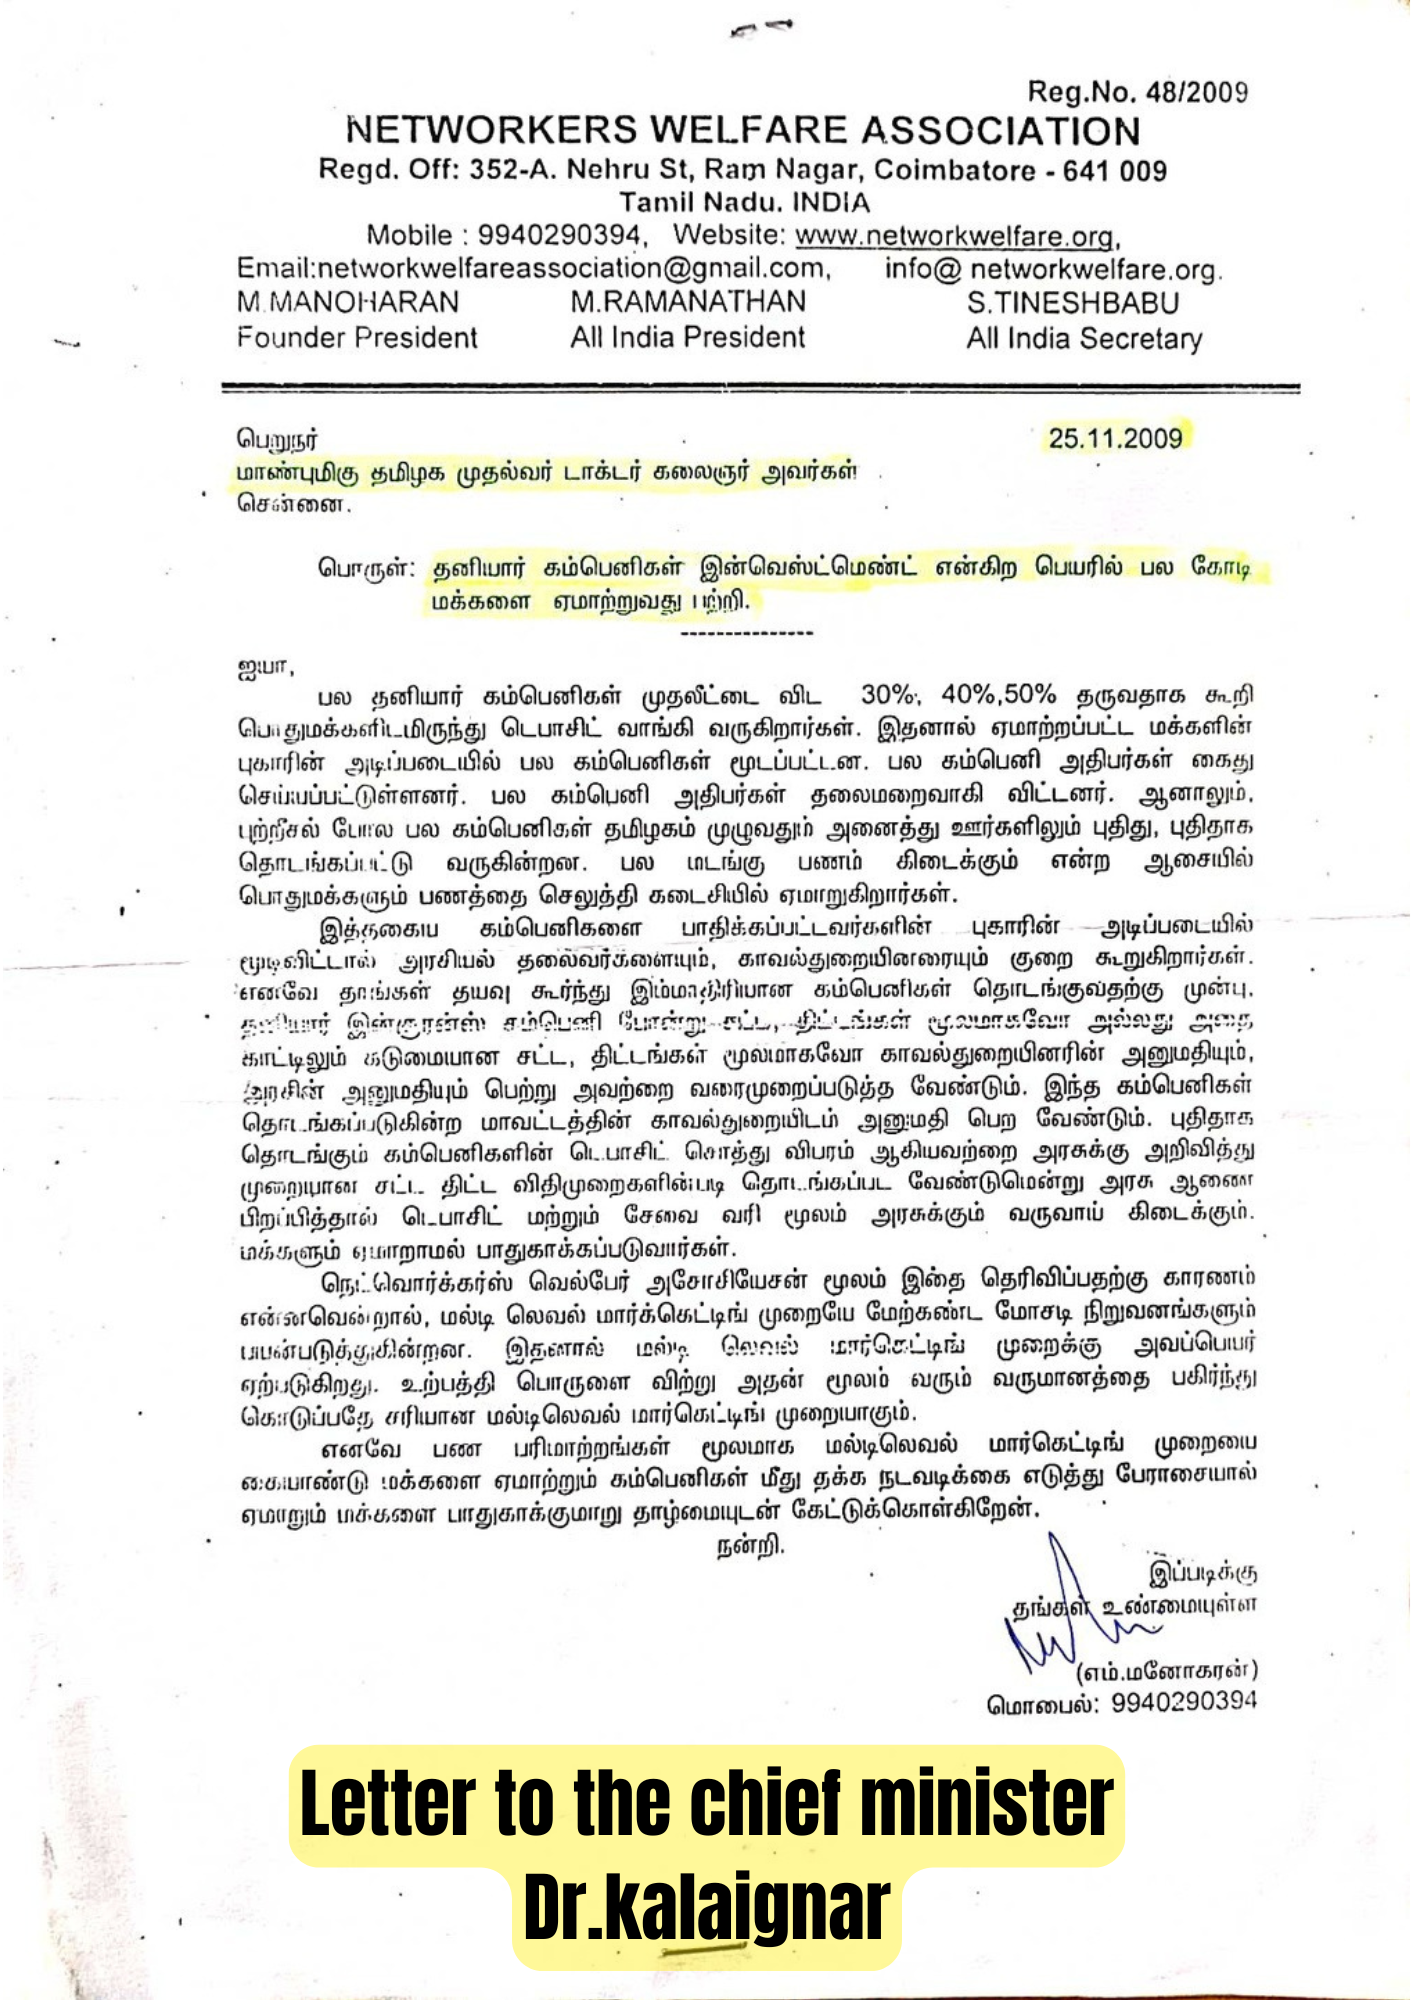 Reg.No. 48/2009
NETWORKERS WELFARE ASSOCIATION
Regd. Off: 352-A. Nehru St, Ram Nagar, Coimbatore - 641 009
Tamil Nadu. INDIA
Mobile : 9940290394, Website: www.networkwelfare.org,
Email:networkwelfareassociation@gmail.com, info@ networkwelfare.org.
M.MANOHARAN M.RAMANATHAN S.TINESHBABU
Founder President All India President All India Secretary
பெறுநர் 25.11.2009
மாண்புமிகு தமிழக முதல்வர் டாக்டர் கலைஞர் அவர்கள்
சென்னை.
பொருள்: தனியார் கம்பெனிகள் இன்வெஸ்ட்மெண்ட் என்கிற பெயரில் பல கோடி
மக்களை ஏமாற்றுவது பற்றி.
---------------
ஐயா,
பல தனியார் கம்பெனிகள் முதலீட்டை விட 30%, 40%,50% தருவதாக கூறி
பொதுமக்களிடமிருந்து டெபாசிட் வாங்கி வருகிறார்கள். இதனால் ஏமாற்றப்பட்ட மக்களின்
புகாரின் அடிப்படையில் பல கம்பெனிகள் மூடப்பட்டன. பல கம்பெனி அதிபர்கள் கைது
செய்யப்பட்டுள்ளனர். பல கம்பெனி அதிபர்கள் தலைமறைவாகி விட்டனர். ஆனாலும்,
புற்றீசல் போல பல கம்பெனிகள் தமிழகம் முழுவதும் அனைத்து ஊர்களிலும் புதிது, புதிதாக
தொடங்கப்பட்டு வருகின்றன. பல மடங்கு பணம் கிடைக்கும் என்ற ஆசையில்
பொதுமக்களும் பணத்தை செலுத்தி கடைசியில் ஏமாறுகிறார்கள்.
இத்தகைய கம்பெனிகளை பாதிக்கப்பட்டவர்களின் புகாரின் அடிப்படையில்
மூடிவிட்டால் அரசியல் தலைவர்களையும், காவல்துறையினரையும் குறை கூறுகிறார்கள்.
எனவே தாங்கள் தயவு கூர்ந்து இம்மாதிரியான கம்பெனிகள் தொடங்குவதற்கு முன்பு,
தனியார் இன்சூரன்ஸ் கம்பெனி போன்று சட்ட, திட்டங்கள் மூலமாகவோ அல்லது அதை
காட்டிலும் கடுமையான சட்ட, திட்டங்கள் மூலமாகவோ காவல்துறையினரின் அனுமதியும்,
அரசின் அனுமதியும் பெற்று அவற்றை வரைமுறைப்படுத்த வேண்டும். இந்த கம்பெனிகள்
தொடங்கப்படுகின்ற மாவட்டத்தின் காவல்துறையிடம் அனுமதி பெற வேண்டும். புதிதாக
தொடங்கும் கம்பெனிகளின் டெபாசிட் சொத்து விபரம் ஆகியவற்றை அரசுக்கு அறிவித்து
முறையான சட்ட திட்ட விதிமுறைகளின்படி தொடங்கப்பட வேண்டுமென்று அரசு ஆணை
பிறப்பித்தால் டெபாசிட் மற்றும் சேவை வரி மூலம் அரசுக்கும் வருவாய் கிடைக்கும்.
மக்களும் ஏமாறாமல் பாதுகாக்கப்படுவார்கள்.
நெட்வொர்க்கர்ஸ் வெல்பேர் அசோசியேசன் மூலம் இதை தெரிவிப்பதற்கு காரணம்
என்னவென்றால், மல்டி லெவல் மார்க்கெட்டிங் முறையே மேற்கண்ட மோசடி நிறுவனங்களும்
பயன்படுத்துகின்றன. இதனால் மல்டி லெவல் மார்கெட்டிங் முறைக்கு அவப்பெயர்
ஏற்படுகிறது. உற்பத்தி பொருளை விற்று அதன் மூலம் வரும் வருமானத்தை பகிர்ந்து
கொடுப்பதே சரியான மல்டிலெவல் மார்கெட்டிங் முறையாகும்.
எனவே பண பரிமாற்றங்கள் மூலமாக மல்டிலெவல் மார்கெட்டிங் முறையை
கையாண்டு மக்களை ஏமாற்றும் கம்பெனிகள் மீது தக்க நடவடிக்கை எடுத்து பேராசையால்
ஏமாறும் மக்களை பாதுகாக்குமாறு தாழ்மையுடன் கேட்டுக்கொள்கிறேன்.
நன்றி.
இப்படிக்கு
தங்கள் உண்மையுள்ள
(எம்.மனோகரன்)
மொபைல்: 9940290394
Letter to the chief minister
Dr.kalaignar